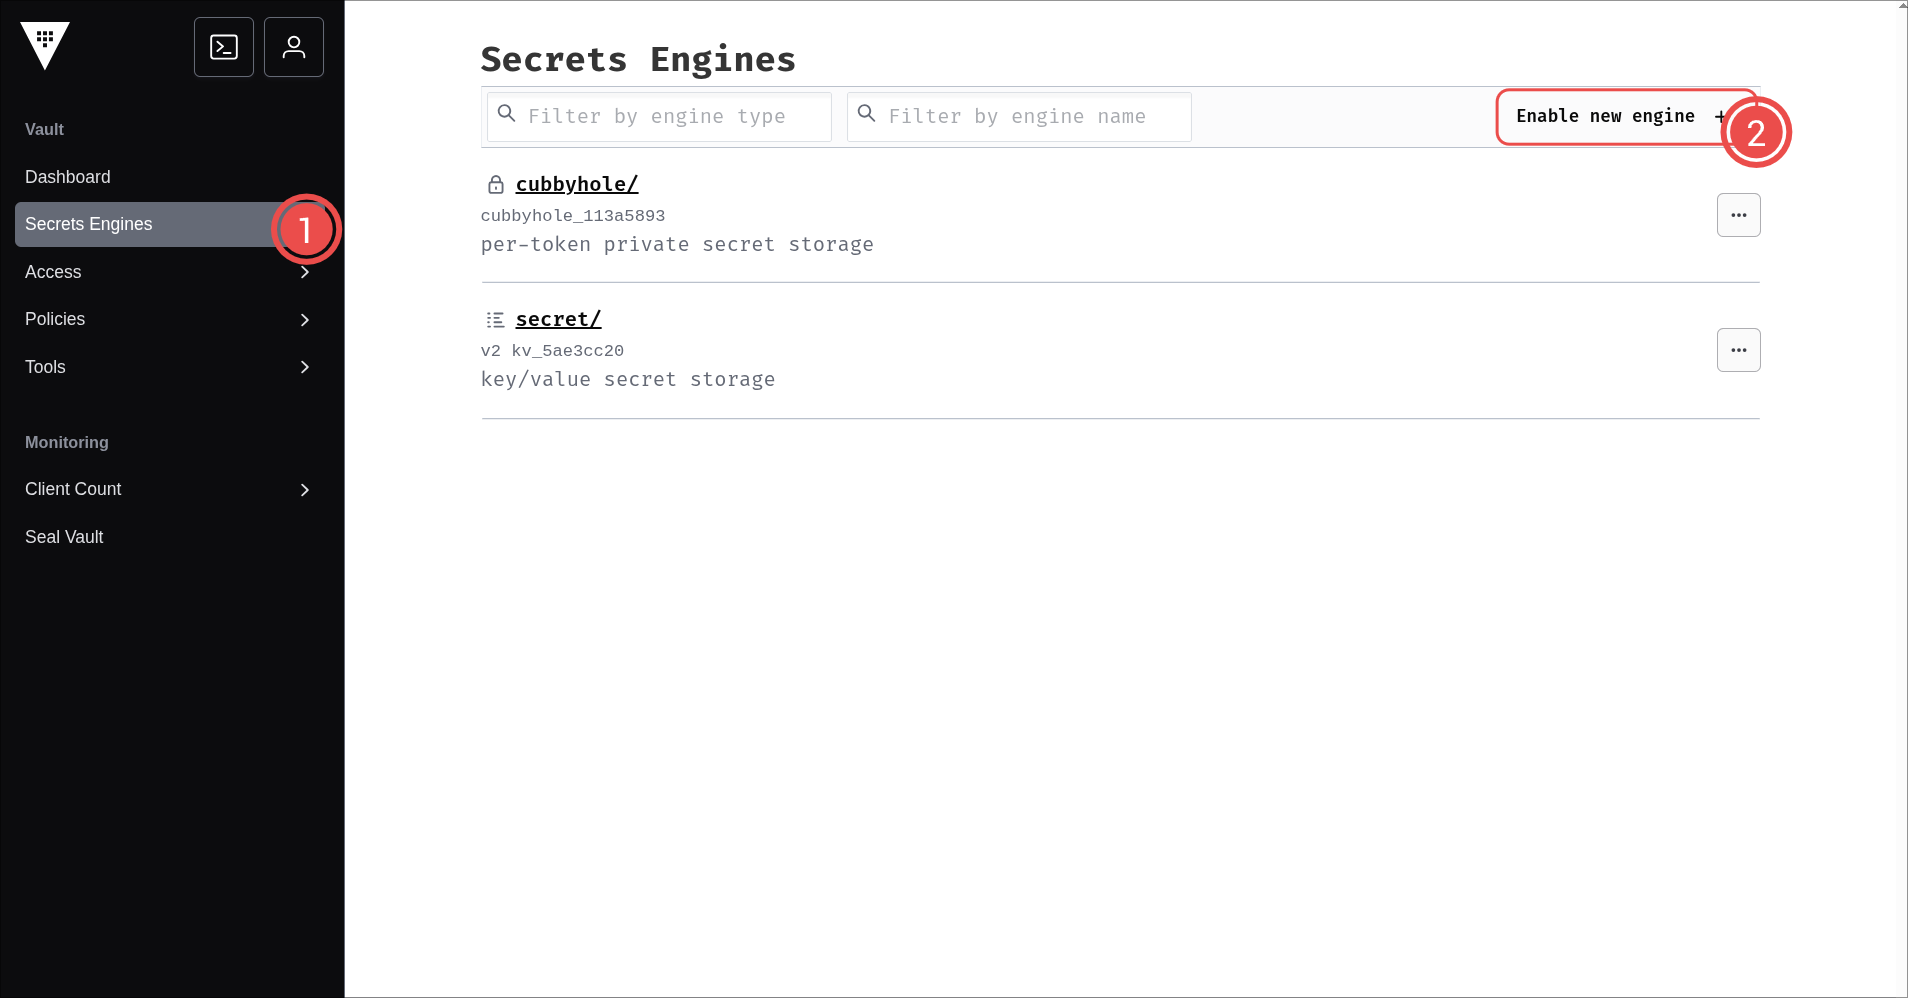 Vault
Dashboard
Secrets Engines
1
Access
Policies
Tools
Monitoring
Client Count
Seal Vault
Secrets Engines
Filter by engine type
Filter by engine name
Enable new engine +
2
cubbyhole/
cubbyhole_113a5893
per-token private secret storage
secret/
v2 kv_5ae3cc20
key/value secret storage